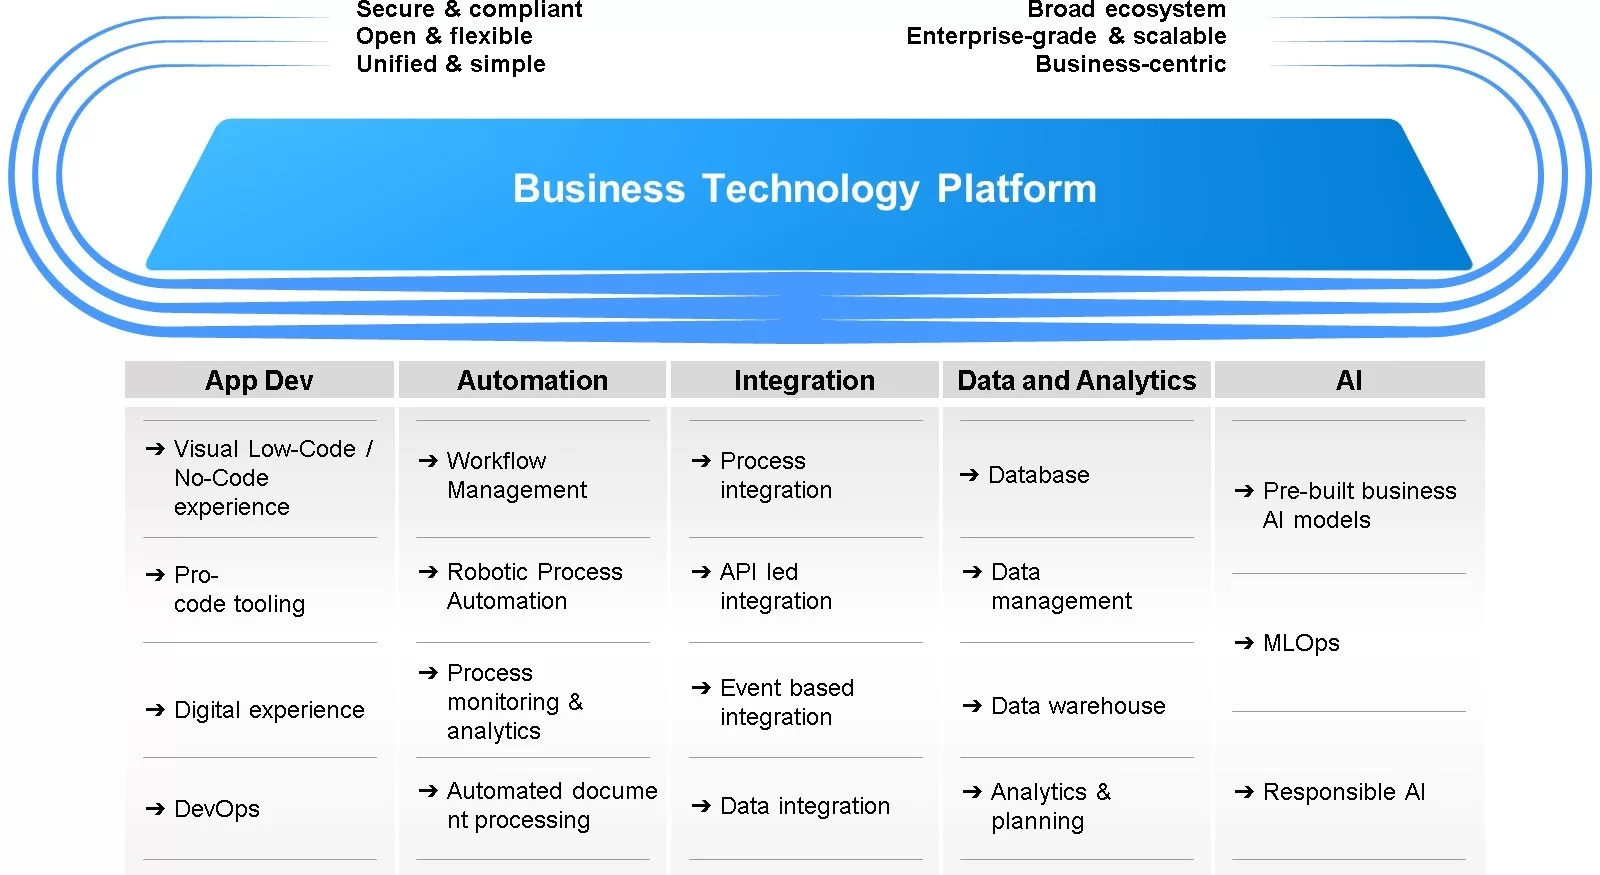 Secure & compliant
Open & flexible
Unified & simple
Broad ecosystem
Enterprise-grade & scalable
Business-centric
Business Technology Platform
App Dev
➔ Visual Low-Code /
No-Code
experience
➔ Pro-
code tooling
➔ Digital experience
➔ DevOps
Automation
➔ Workflow
Management
➔ Robotic Process
Automation
➔ Process
monitoring &
analytics
➔ Automated docume
nt processing
Integration
➔ Process
integration
➔ API led
integration
➔ Event based
integration
➔ Data integration
Data and Analytics
➔ Database
➔ Data
management
➔ Data warehouse
➔ Analytics &
planning
AI
➔ Pre-built business
AI models
➔ MLOps
➔ Responsible AI